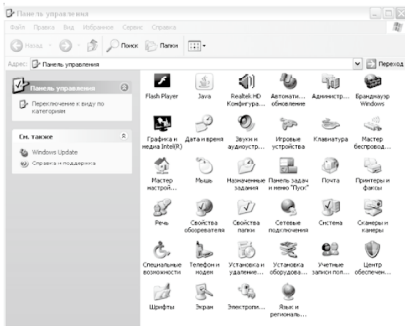 Панель управления
Файл Правка Вид Избранное Сервис Справка
Назад Поиск Папки
Адрес: Панель управления Переход
Панель управления
Переключение к виду по
категориям
См. также
Windows Update
Справка и поддержка
Flash Player Java Realtek HD Автомати... Администр... Брандмауэр
Конфигура... обновление Windows
Графика и Дата и время Звуки и Игровые Клавиатура Мастер
медиа Intel(R) аудиоустр... устройства беспровод...
Мастер Мышь Назначенные Панель задач Почта Принтеры и
настрой... задания и меню "Пуск" факсы
Речь Свойства Свойства Сетевые Система Сканеры и
обозревателя папки подключения камеры
Специальные Телефон и Установка и Установка Учетные Центр
возможности модем удаление... оборудова... записи пол... обеспечен...
Шрифты Экран Электропи... Язык и
региональ...